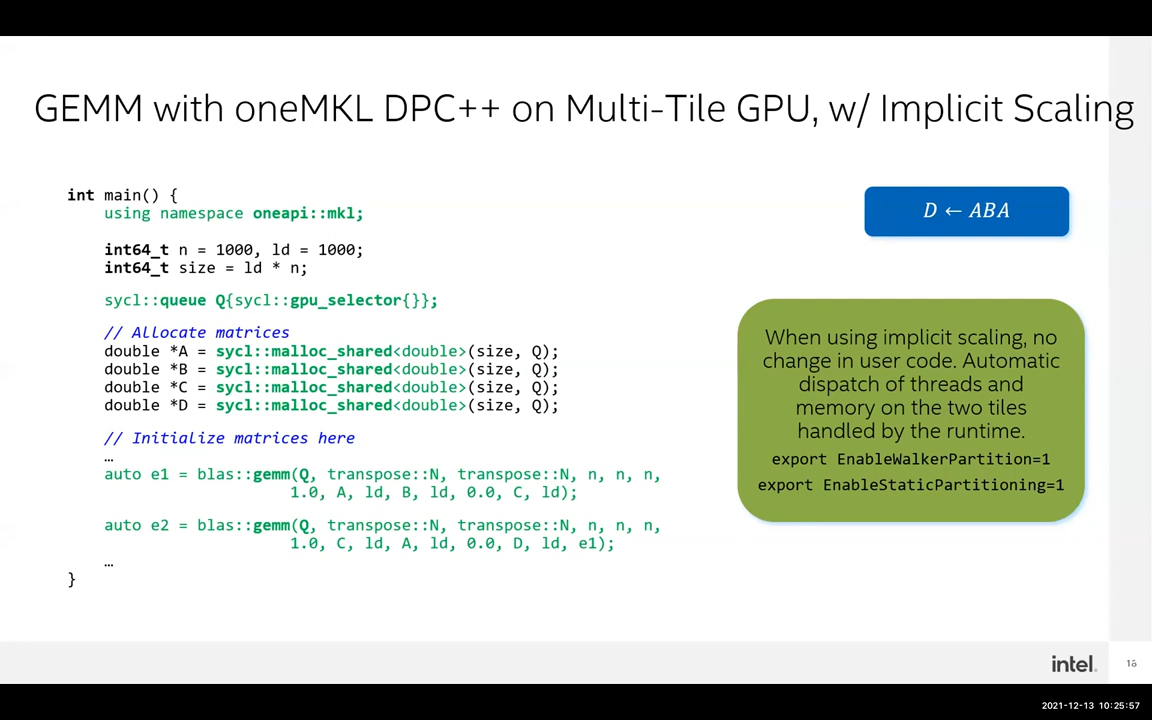 GEMM with oneMKL DPC++ on Multi-Tile GPU, w/ Implicit Scaling
int main() {
using namespace oneapi::mkl;
int64_t n = 1000, ld = 1000;
int64_t size = ld * n;
sycl::queue Q{sycl::gpu_selector{}};
// Allocate matrices
double *A = sycl::malloc_shared<double>(size, Q);
double *B = sycl::malloc_shared<double>(size, Q);
double *C = sycl::malloc_shared<double>(size, Q);
double *D = sycl::malloc_shared<double>(size, Q);
// Initialize matrices here
…
auto e1 = blas::gemm(Q, transpose::N, transpose::N, n, n, n,
1.0, A, ld, B, ld, 0.0, C, ld);
auto e2 = blas::gemm(Q, transpose::N, transpose::N, n, n, n,
1.0, C, ld, A, ld, 0.0, D, ld, e1);
…
}
D ← ABA
When using implicit scaling, no
change in user code. Automatic
dispatch of threads and
memory on the two tiles
handled by the runtime.
export EnableWalkerPartition=1
export EnableStaticPartitioning=1
intel.
16
2021-12-13 10:25:57